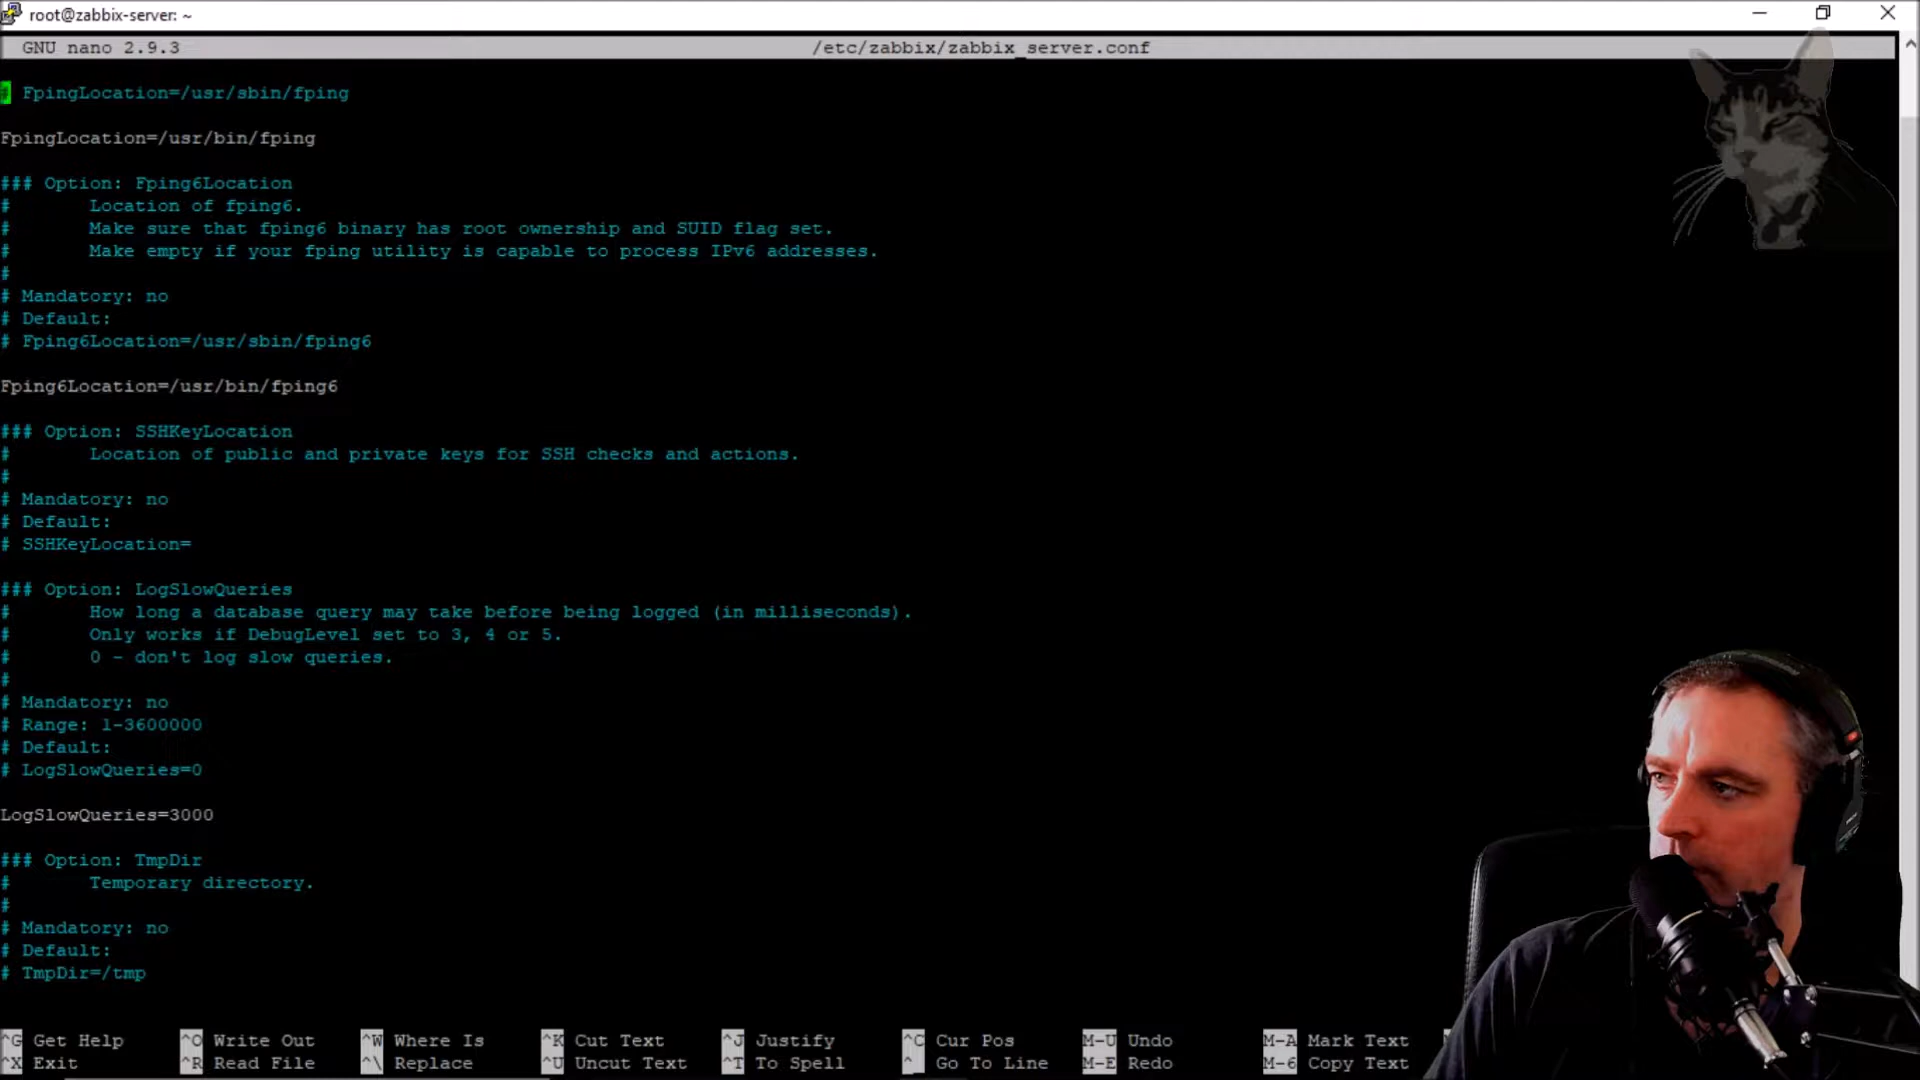 root@zabbix-server: ~
GNU nano 2.9.3 /etc/zabbix/zabbix_server.conf
# FpingLocation=/usr/sbin/fping
FpingLocation=/usr/bin/fping
### Option: Fping6Location
# Location of fping6.
# Make sure that fping6 binary has root ownership and SUID flag set.
# Make empty if your fping utility is capable to process IPv6 addresses.
#
# Mandatory: no
# Default:
# Fping6Location=/usr/sbin/fping6
Fping6Location=/usr/bin/fping6
### Option: SSHKeyLocation
# Location of public and private keys for SSH checks and actions.
#
# Mandatory: no
# Default:
# SSHKeyLocation=
### Option: LogSlowQueries
# How long a database query may take before being logged (in milliseconds).
# Only works if DebugLevel set to 3, 4 or 5.
# 0 - don't log slow queries.
#
# Mandatory: no
# Range: 1-3600000
# Default:
# LogSlowQueries=0
LogSlowQueries=3000
### Option: TmpDir
# Temporary directory.
#
# Mandatory: no
# Default:
# TmpDir=/tmp
^G Get Help ^O Write Out ^W Where Is ^K Cut Text ^J Justify ^C Cur Pos M-U Undo M-A Mark Text
^X Exit ^R Read File ^\ Replace ^U Uncut Text ^T To Spell ^_ Go To Line M-E Redo M-6 Copy Text